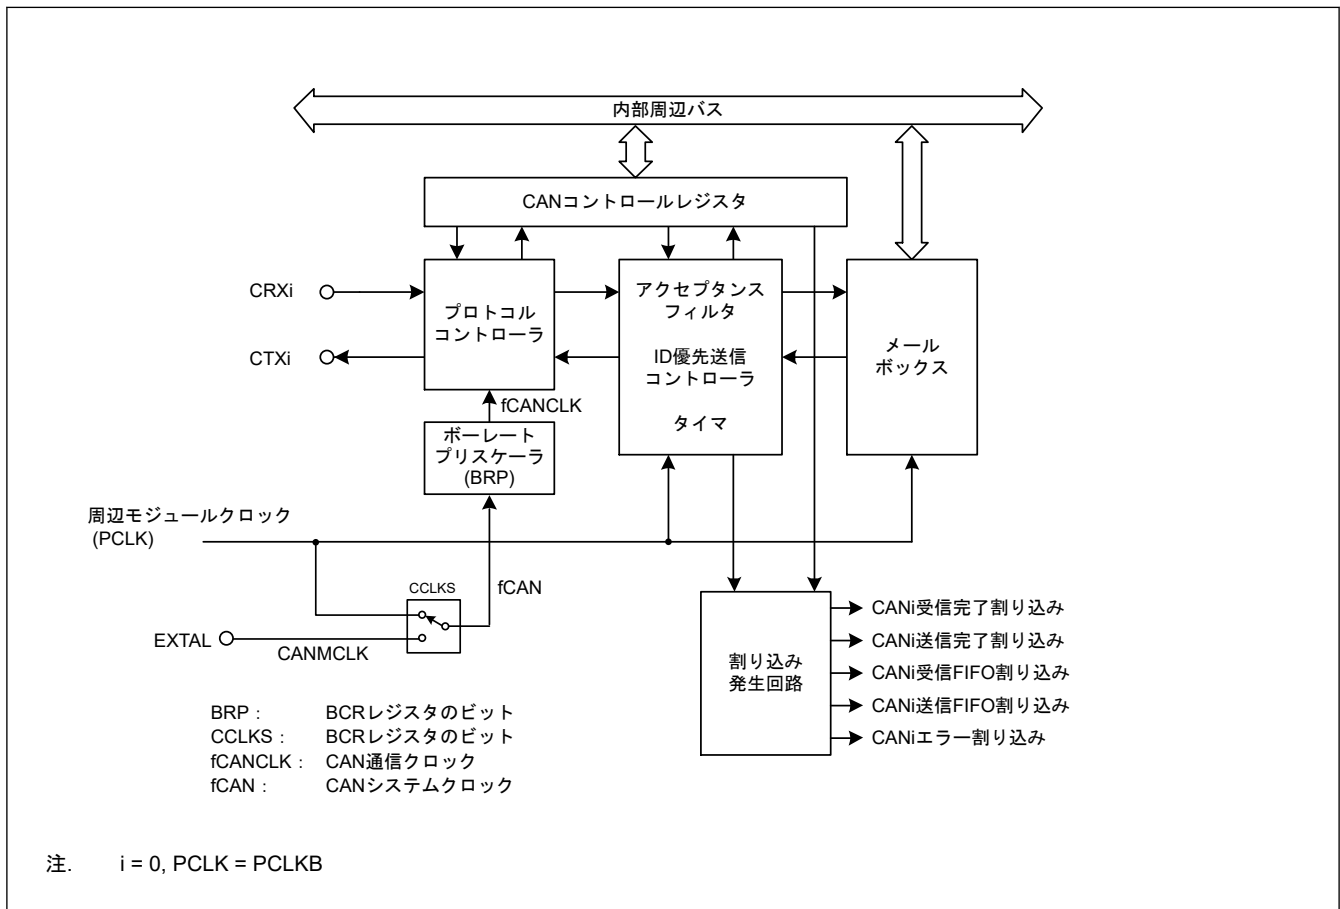 内部周辺バス
CANコントロールレジスタ
CRXi
CTXi
プロトコル
コントローラ
アクセプタンス
フィルタ
ID優先送信
コントローラ
タイマ
メール
ボックス
fCANCLK
ボーレート
プリスケーラ
(BRP)
周辺モジュールクロック
(PCLK)
CCLKS
fCAN
EXTAL
CANMCLK
割り込み
発生回路
CANi受信完了割り込み
CANi送信完了割り込み
CANi受信FIFO割り込み
CANi送信FIFO割り込み
CANiエラー割り込み
BRP : BCRレジスタのビット
CCLKS : BCRレジスタのビット
fCANCLK : CAN通信クロック
fCAN : CANシステムクロック
注. i = 0, PCLK = PCLKB